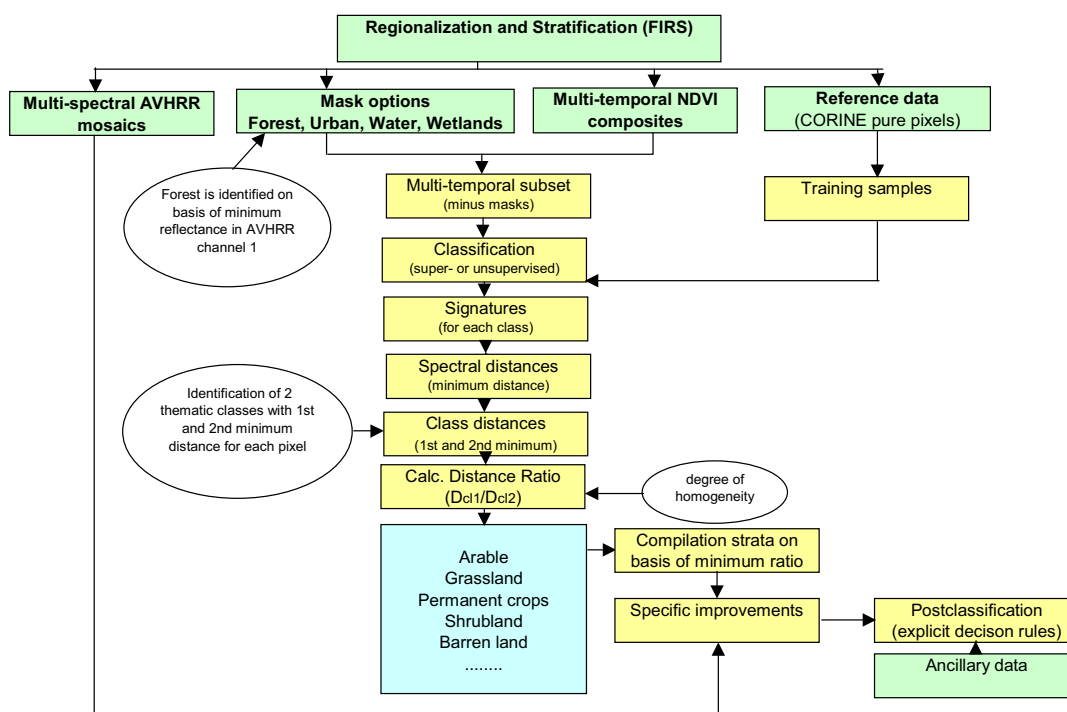 Regionalization and Stratification (FIRS)
Multi-spectral AVHRR
mosaics
Mask options
Forest, Urban, Water, Wetlands
Multi-temporal NDVI
composites
Reference data
(CORINE pure pixels)
Forest is identified on
basis of minimum
reflectance in AVHRR
channel 1
Multi-temporal subset
(minus masks)
Training samples
Classification
(super- or unsupervised)
Signatures
(for each class)
Spectral distances
(minimum distance)
Identification of 2
thematic classes with 1st
and 2nd minimum
distance for each pixel
Class distances
(1st and 2nd minimum)
Calc. Distance Ratio
(Dcl1/Dcl2)
degree of
homogeneity
Arable
Grassland
Permanent crops
Shrubland
Barren land
........
Compilation strata on
basis of minimum ratio
Specific improvements
Postclassification
(explicit decison rules)
Ancillary data